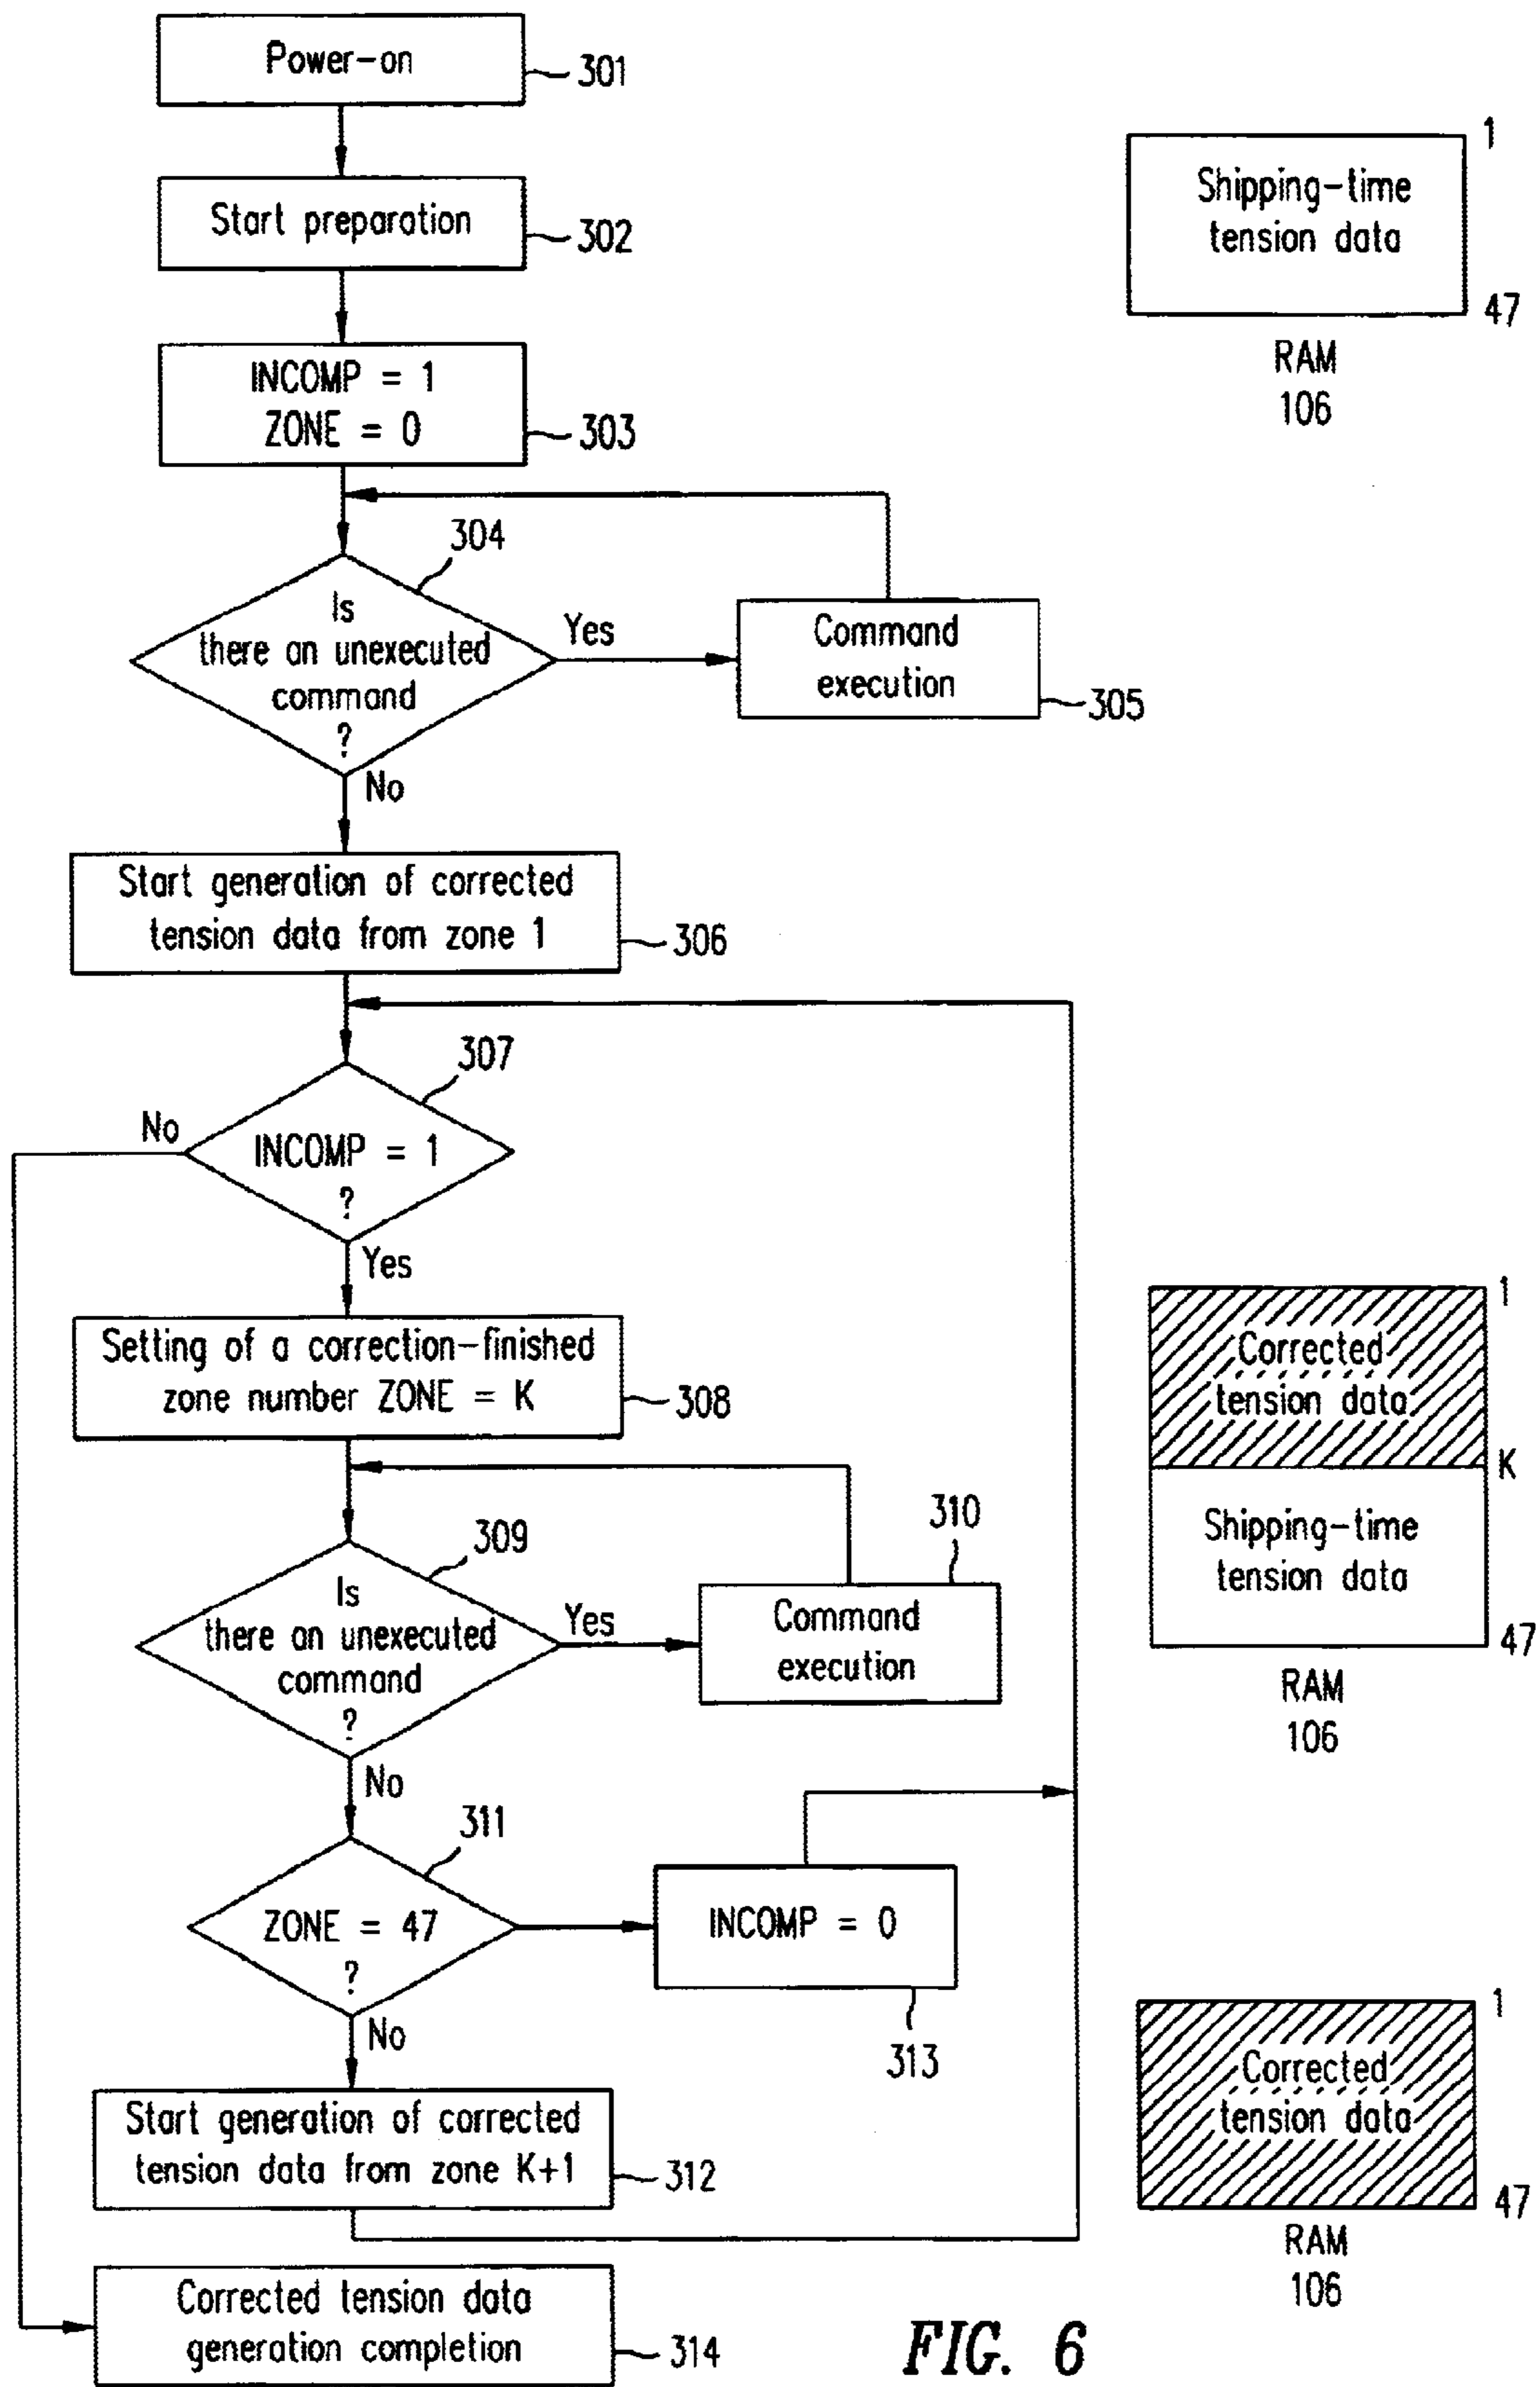 Power-on
301
Start preparation
302
INCOMP = 1
ZONE = 0
303
304
Is
there an unexecuted
command
?
Yes
Command
execution
305
No
Start generation of corrected
tension data from zone 1
306
307
No
INCOMP = 1
?
Yes
Setting of a correction-finished
zone number ZONE = K
308
309
Is
there an unexecuted
command
?
Yes
310
Command
execution
No
311
ZONE = 47
?
INCOMP = 0
313
No
Start generation of corrected
tension data from zone K+1
312
Corrected tension data
generation completion
314
1
Shipping-time
tension data
47
RAM
106
1
Corrected
tension data
K
Shipping-time
tension data
47
RAM
106
1
Corrected
tension data
47
RAM
106
FIG. 6